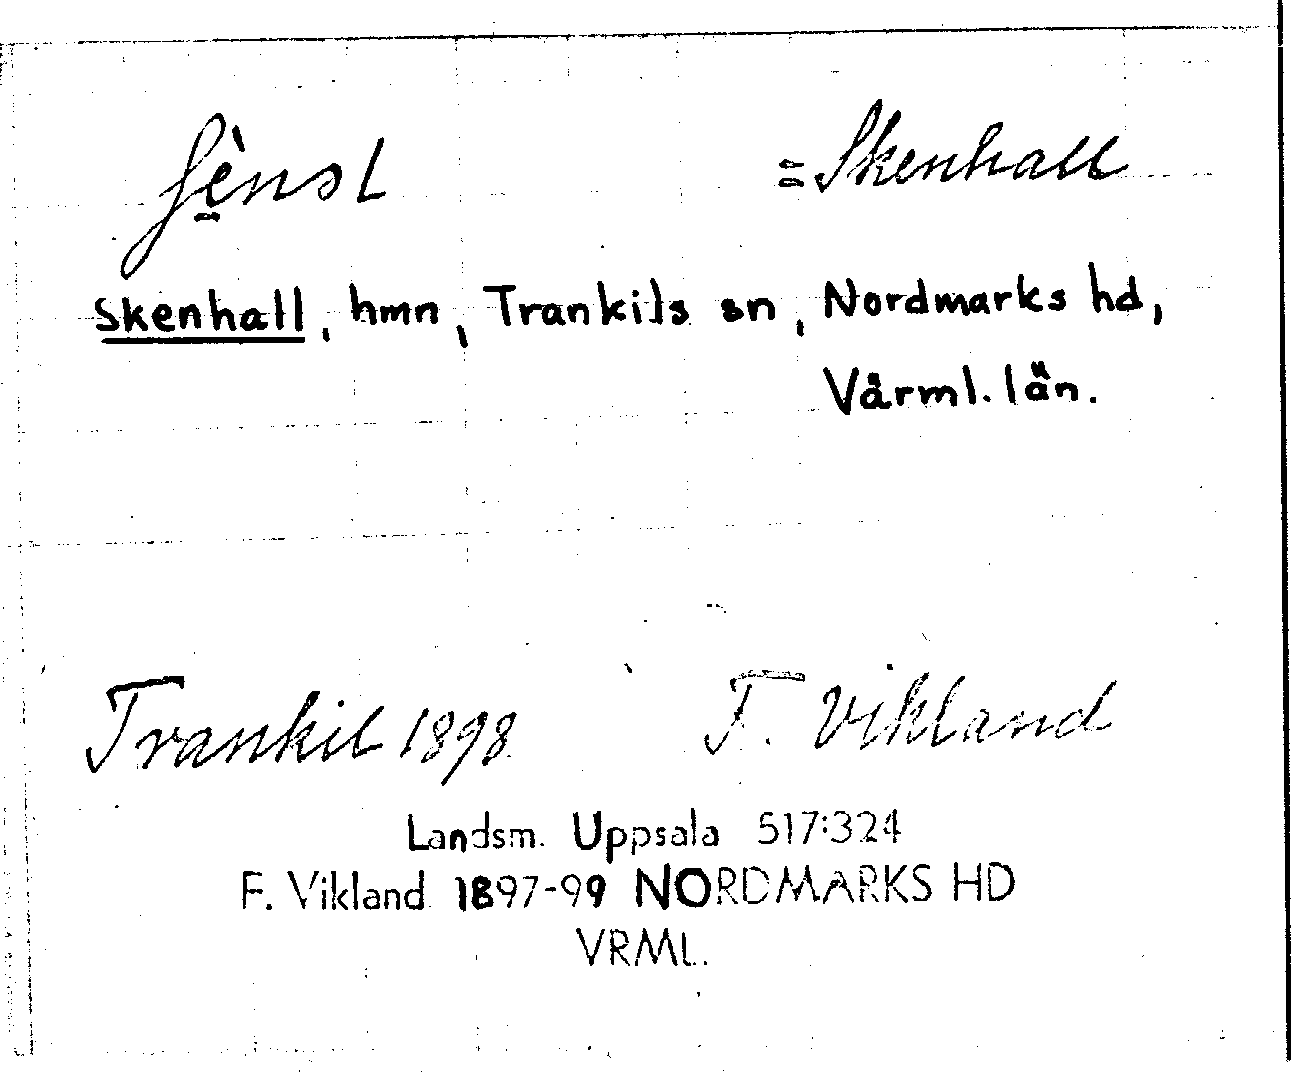 = Skenhall
Skenhall, hmn, Trankils sn, Nordmarks hd,
Värml. län.
Trankil 1898 F. Vikland
Landsm. Uppsala 517:324
F. Vikland 1897-99 NORDMARKS HD
VRML.